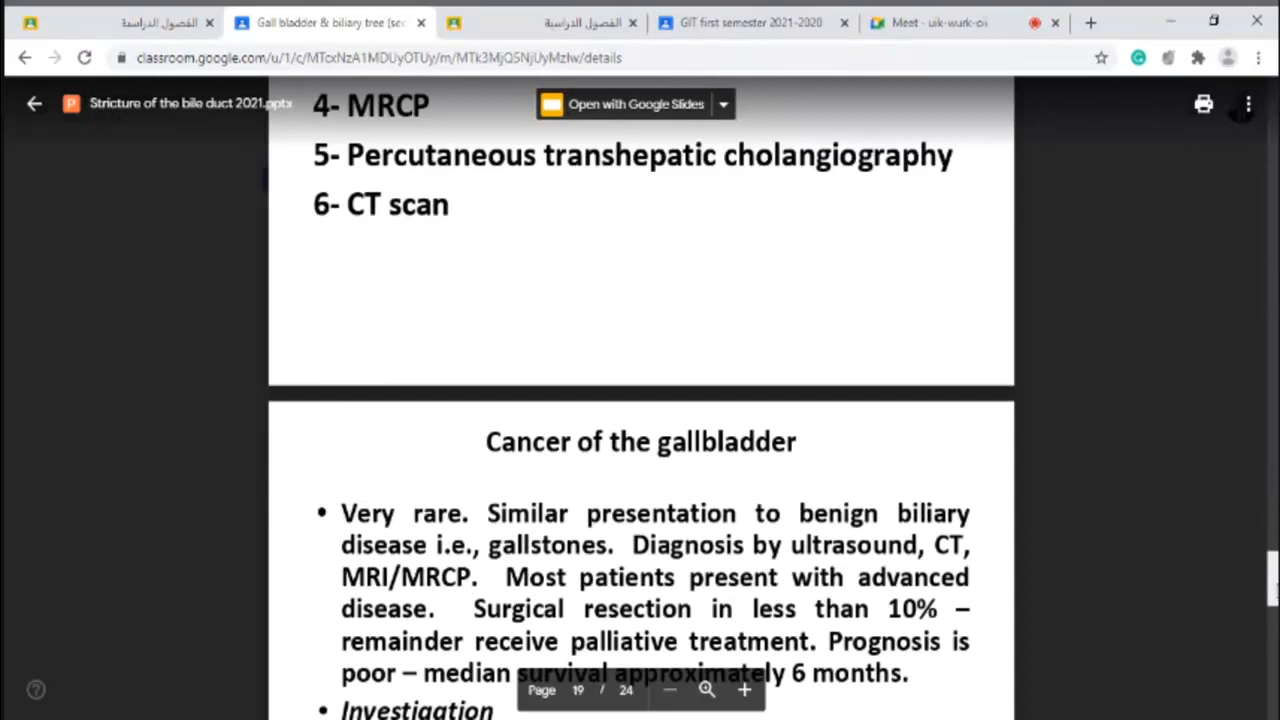 الفصول الدراسية
Gall bladder & biliary tree (sec
الفصول الدراسية
GIT first semester 2021-2020
Meet - uik-wurk-oii
classroom.google.com/u/1/c/MTcxNzA1MDUyOTUy/m/MTk3MjQ5NjUyMzIw/details
Stricture of the bile duct 2021.pptx
Open with Google Slides
4- MRCP
5- Percutaneous transhepatic cholangiography
6- CT scan
Cancer of the gallbladder
• Very rare. Similar presentation to benign biliary
disease i.e., gallstones. Diagnosis by ultrasound, CT,
MRI/MRCP. Most patients present with advanced
disease. Surgical resection in less than 10% –
remainder receive palliative treatment. Prognosis is
poor – median survival approximately 6 months.
• Investigation
Page 19 / 24